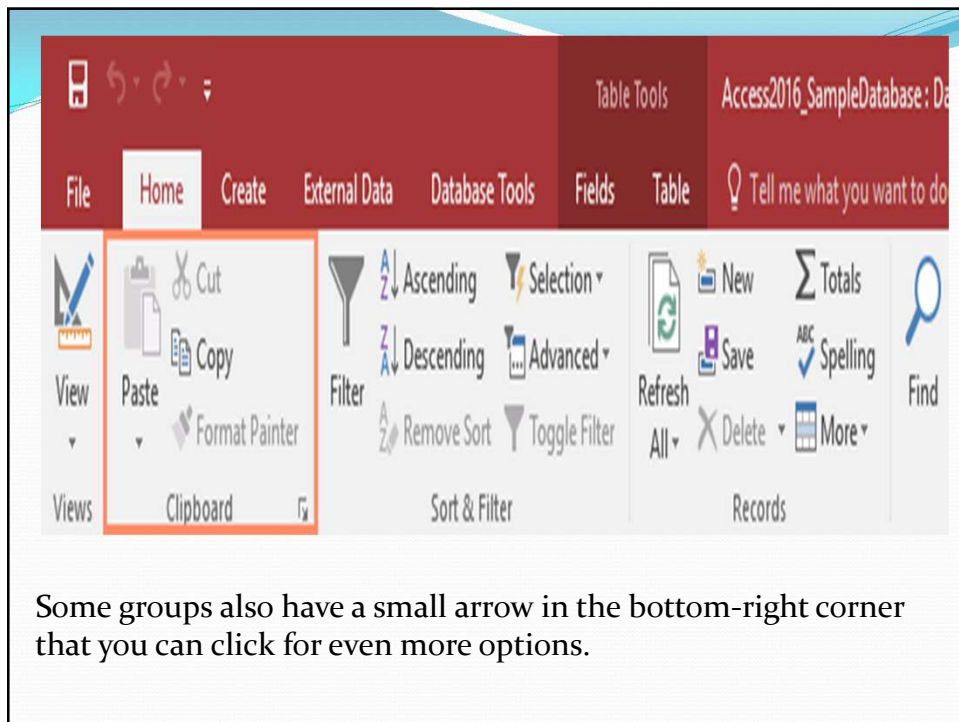 Table Tools Access2016_SampleDatabase : Da
File Home Create External Data Database Tools Fields Table Tell me what you want to do
Cut Ascending Selection New Totals
Copy Descending Advanced Save ABC Spelling
View Paste Format Painter Filter Remove Sort Toggle Filter Refresh All Delete More Find
Views Clipboard Sort & Filter Records
Some groups also have a small arrow in the bottom-right corner
that you can click for even more options.